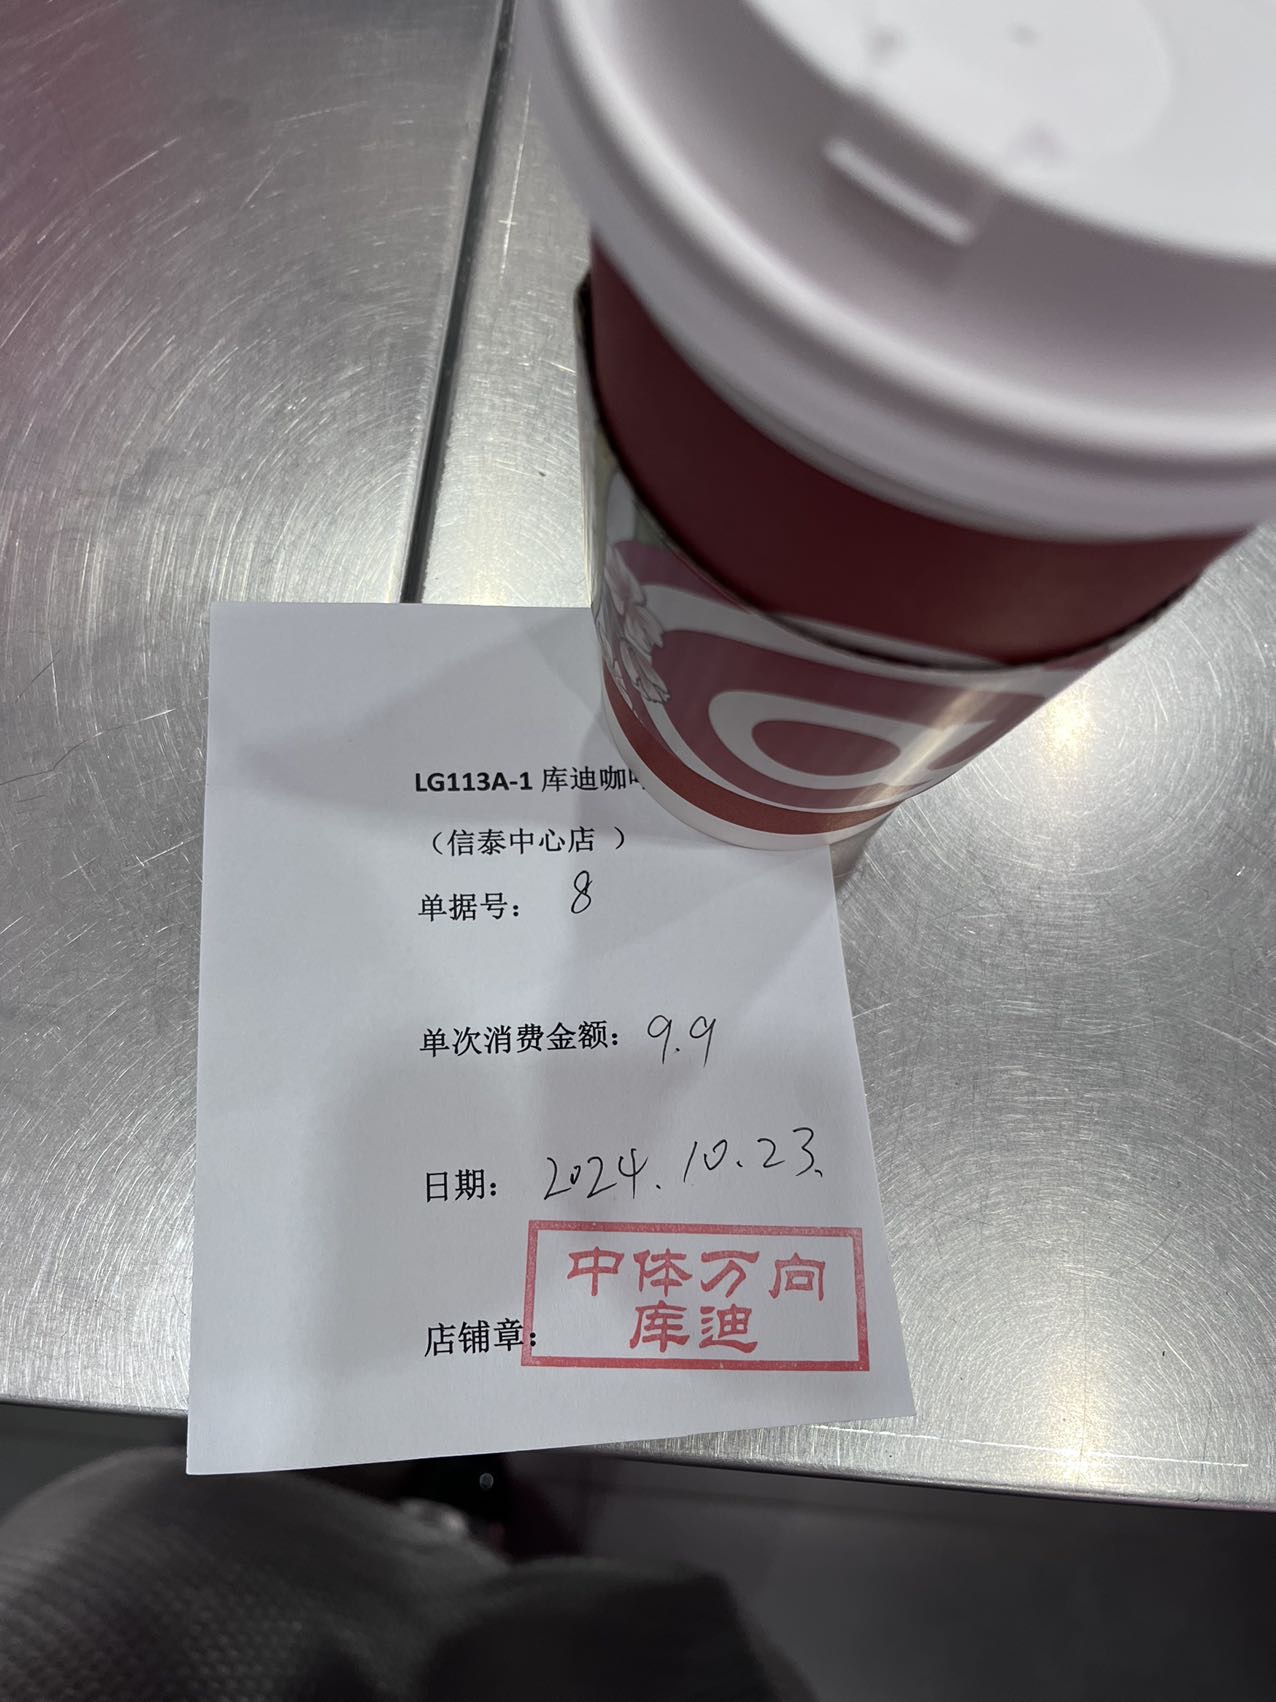 LG113A-1 库迪咖
（信泰中心店 ）
单据号： 8
单次消费金额： 9.9
日期： 2024.10.23.
店铺章：
中体万向
库迪